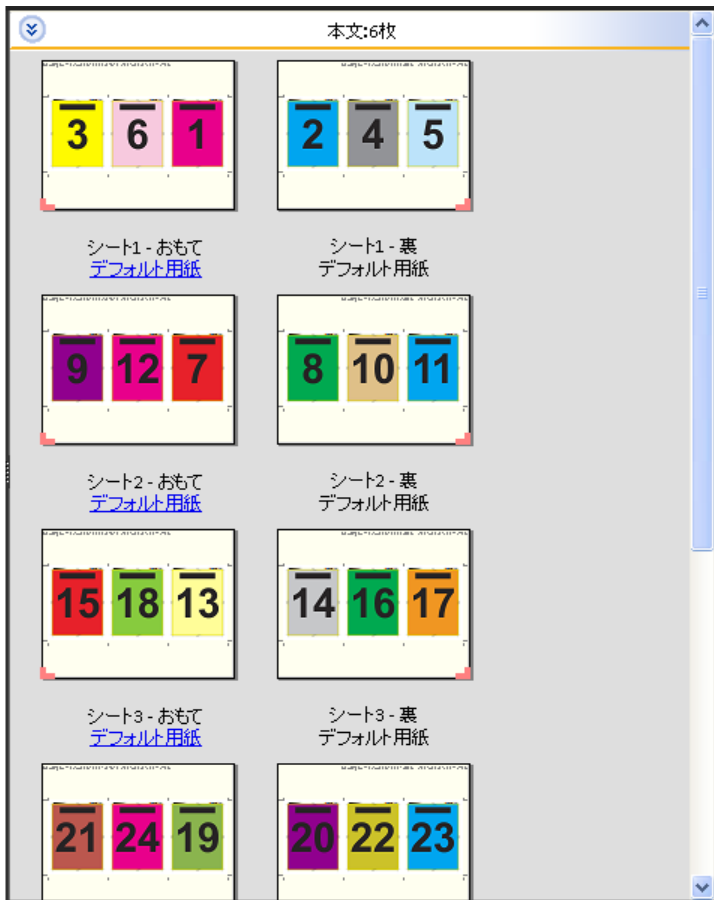 本文:6枚
3 6 1
2 4 5
シート1 - おもて
デフォルト用紙
シート1 - 裏
デフォルト用紙
9 12 7
8 10 11
シート2 - おもて
デフォルト用紙
シート2 - 裏
デフォルト用紙
15 18 13
14 16 17
シート3 - おもて
デフォルト用紙
シート3 - 裏
デフォルト用紙
21 24 19
20 22 23